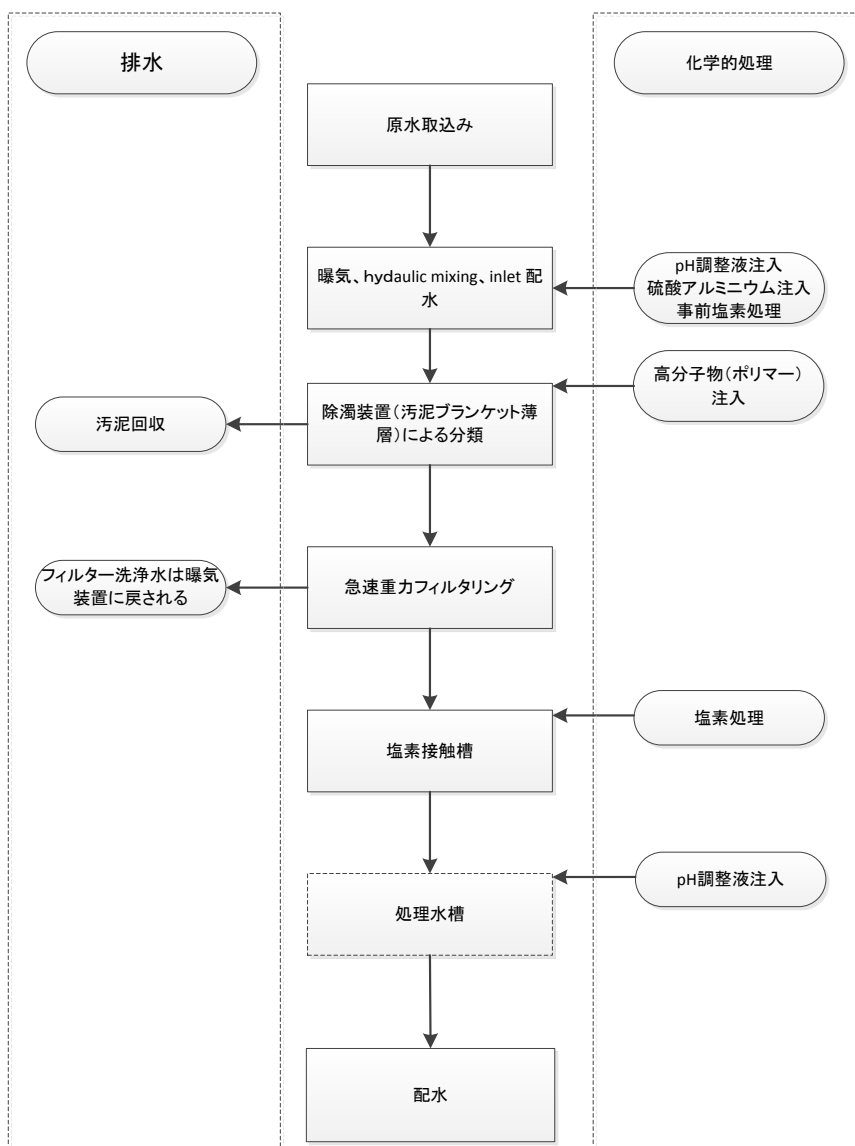 排水
化学的処理
原水取込み
曝気、hydaulic mixing、inlet 配
水
pH調整液注入
硫酸アルミニウム注入
事前塩素処理
高分子物（ポリマー）
注入
除濁装置（汚泥ブランケット薄
層）による分類
汚泥回収
フィルター洗浄水は曝気
装置に戻される
急速重力フィルタリング
塩素処理
塩素接触槽
pH調整液注入
処理水槽
配水